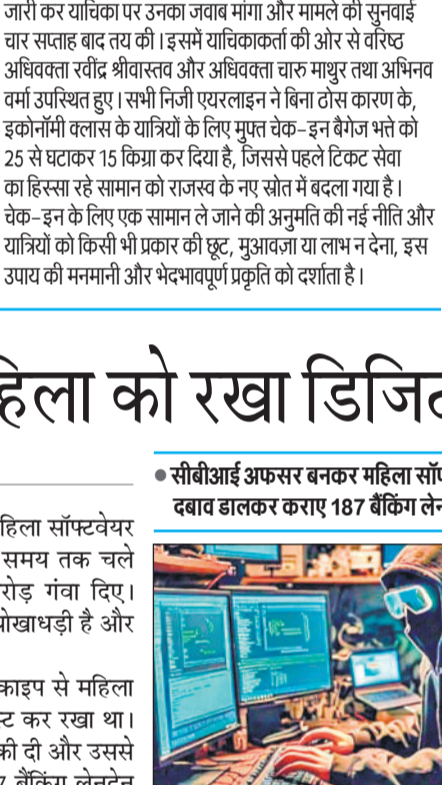 जारी कर याचिका पर उनका जवाब मांगा और मामले की सुनवाई
चार सप्ताह बाद तय की। इसमें याचिकाकर्ता की ओर से वरिष्ठ
अधिवक्ता रवींद्र श्रीवास्तव और अधिवक्ता चारु माथुर तथा अभिनव
वर्मा उपस्थित हुए। सभी निजी एयरलाइन ने बिना ठोस कारण के,
इकोनॉमी क्लास के यात्रियों के लिए मुफ्त चेक-इन बैगेज भत्ते को
25 से घटाकर 15 किग्रा कर दिया है, जिससे पहले टिकट सेवा
का हिस्सा रहे सामान को राजस्व के नए स्रोत में बदला गया है।
चेक-इन के लिए एक सामान ले जाने की अनुमति की नई नीति और
यात्रियों को किसी भी प्रकार की छूट, मुआवज़ा या लाभ न देना, इस
उपाय की मनमानी और भेदभावपूर्ण प्रकृति को दर्शाता है।
हिला को रखा डिजिट
सीबीआई अफसर बनकर महिला सॉफ
दबाव डालकर कराए 187 बैंकिंग लेन
हिला सॉफ्टवेयर
समय तक चले
रोड़ गंवा दिए।
धोखाधड़ी है और
काइप से महिला
स्ट कर रखा था।
की दी और उससे
7 बैंकिंग लेनदेन